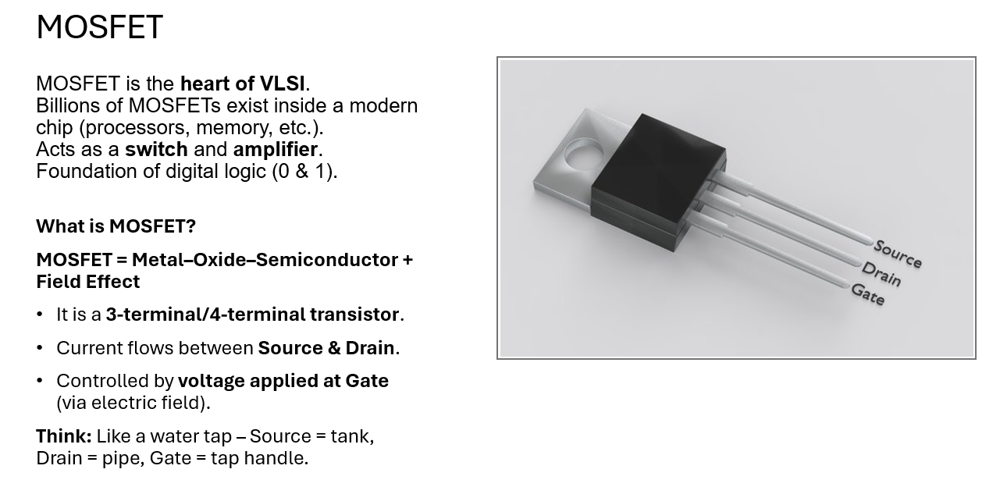 MOSFET
MOSFET is the heart of VLSI.
Billions of MOSFETs exist inside a modern
chip (processors, memory, etc.).
Acts as a switch and amplifier.
Foundation of digital logic (0 & 1).
What is MOSFET?
MOSFET = Metal–Oxide–Semiconductor +
Field Effect
• It is a 3-terminal/4-terminal transistor.
• Current flows between Source & Drain.
• Controlled by voltage applied at Gate
(via electric field).
Think: Like a water tap – Source = tank,
Drain = pipe, Gate = tap handle.
Source
Drain
Gate